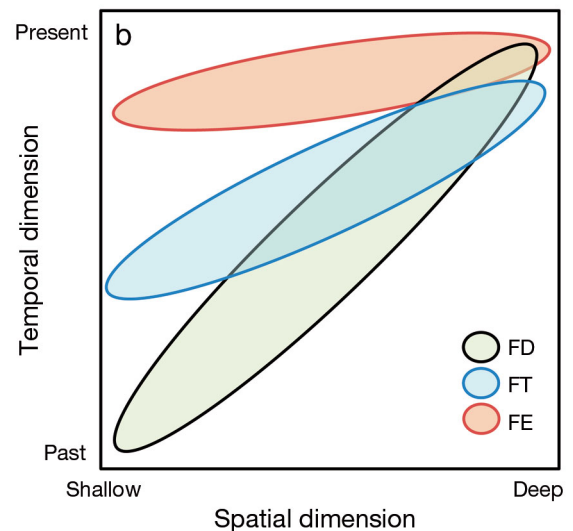 Present
b
Temporal dimension
FD
FT
FE
Past
Shallow
Deep
Spatial dimension